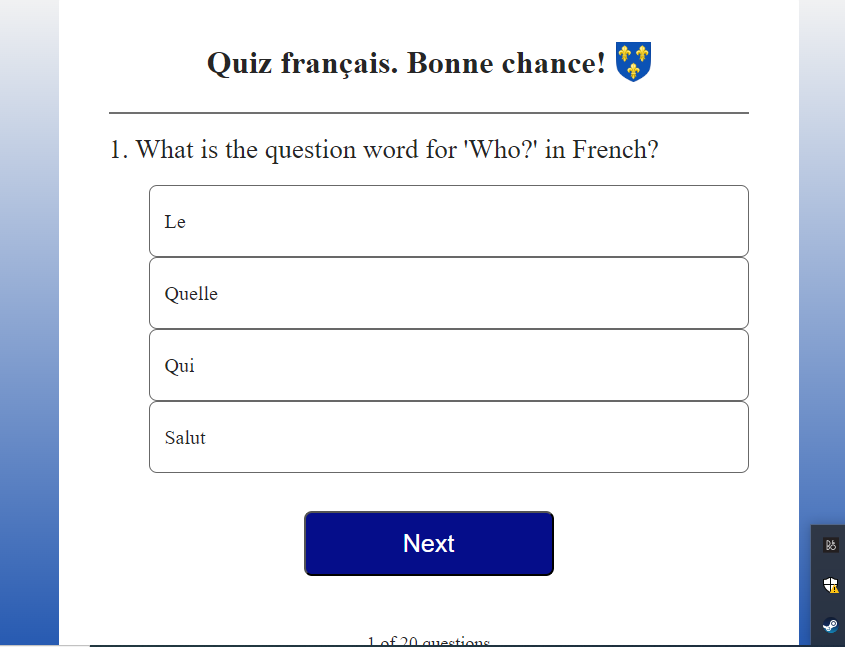 Quiz français. Bonne chance!
1. What is the question word for 'Who?' in French?
Le
Quelle
Qui
Salut
Next
1 of 20 questions